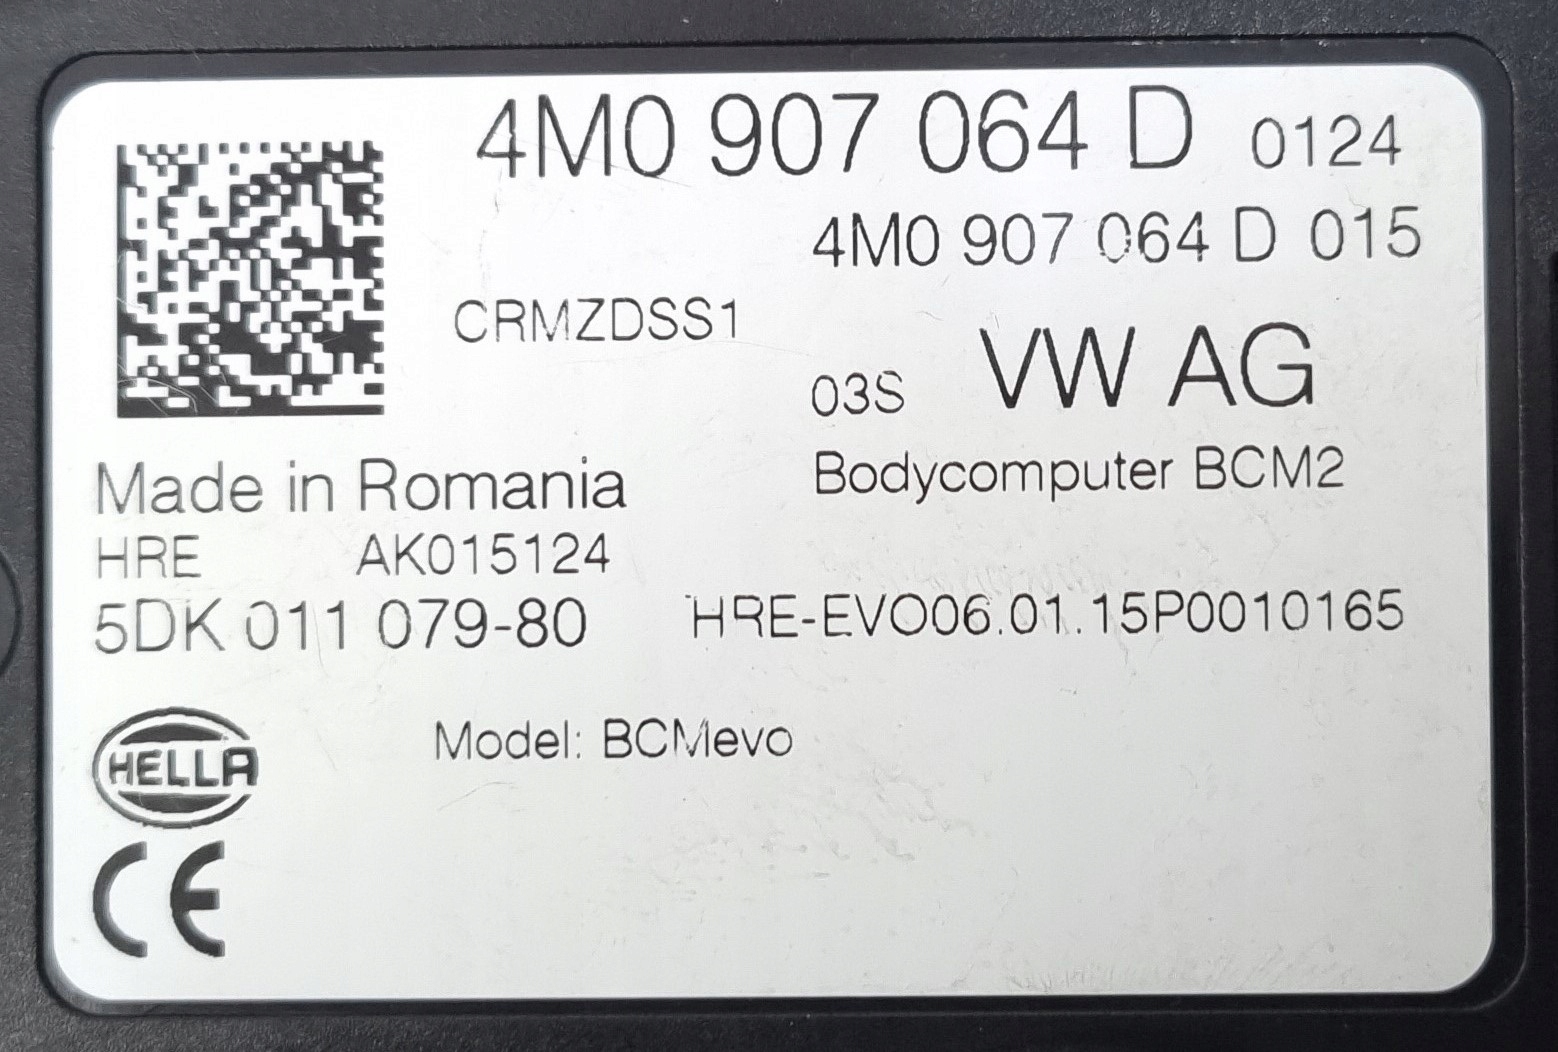 4M0 907 064 D 0124
4M0 907 064 D 015
CRMZDSS1
03S VW AG
Bodycomputer BCM2
Made in Romania
HRE AK015124
5DK 011 079-80 HRE-EVO06.01.15P0010165
Model: BCMevo
HELLA
CE